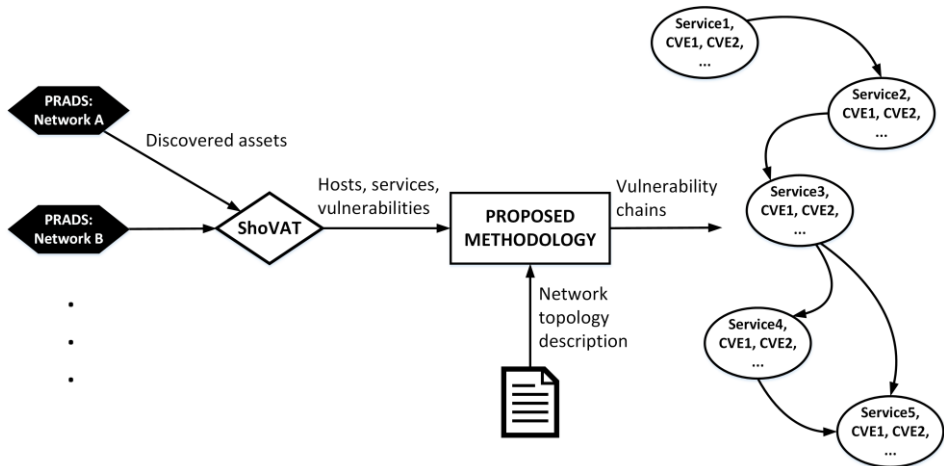 PRADS:
Network A
Discovered assets
PRADS:
Network B
ShoVAT
Hosts, services,
vulnerabilities
PROPOSED
METHODOLOGY
Network
topology
description
Vulnerability
chains
Service1,
CVE1, CVE2,
...
Service2,
CVE1, CVE2,
...
Service3,
CVE1, CVE2,
...
Service4,
CVE1, CVE2,
...
Service5,
CVE1, CVE2,
...